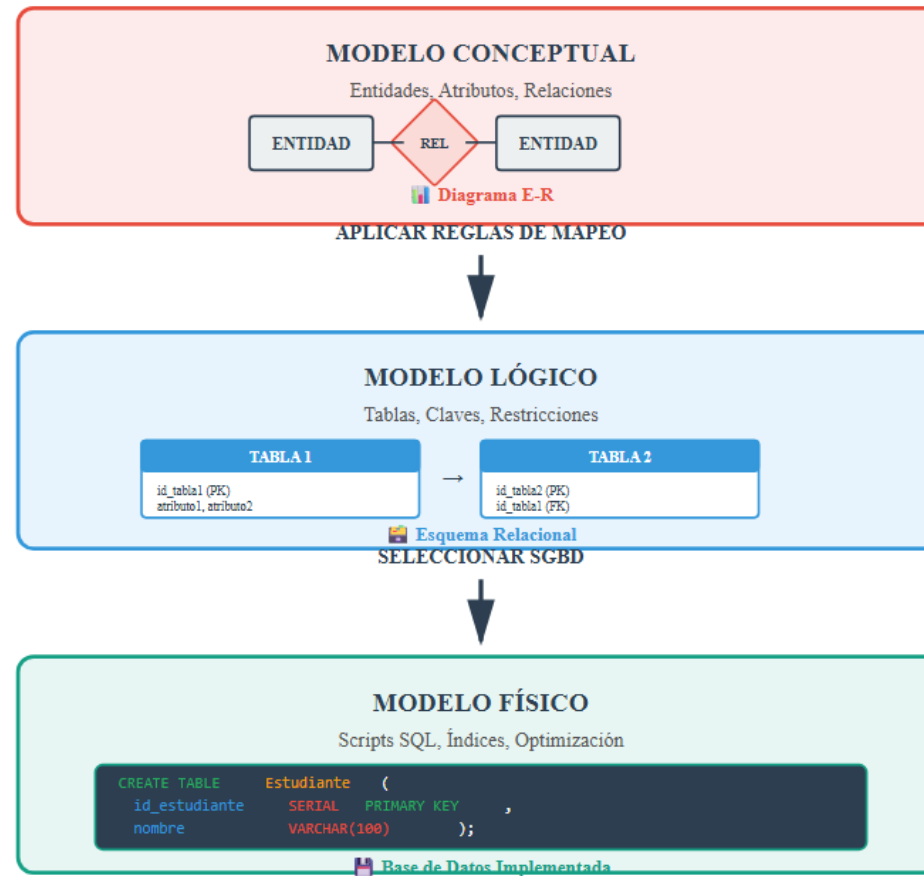 MODELO CONCEPTUAL
Entidades, Atributos, Relaciones
ENTIDAD REL ENTIDAD
Diagrama E-R
APLICAR REGLAS DE MAPEO
MODELO LÓGICO
Tablas, Claves, Restricciones
TABLA 1
id_tabla1 (PK)
atributo1, atributo2
→
TABLA 2
id_tabla2 (PK)
id_tabla1 (FK)
Esquema Relacional
SELECCIONAR SGBD
MODELO FÍSICO
Scripts SQL, Índices, Optimización
CREATE TABLE Estudiante (
id_estudiante SERIAL PRIMARY KEY ,
nombre VARCHAR(100) );
Base de Datos Implementada